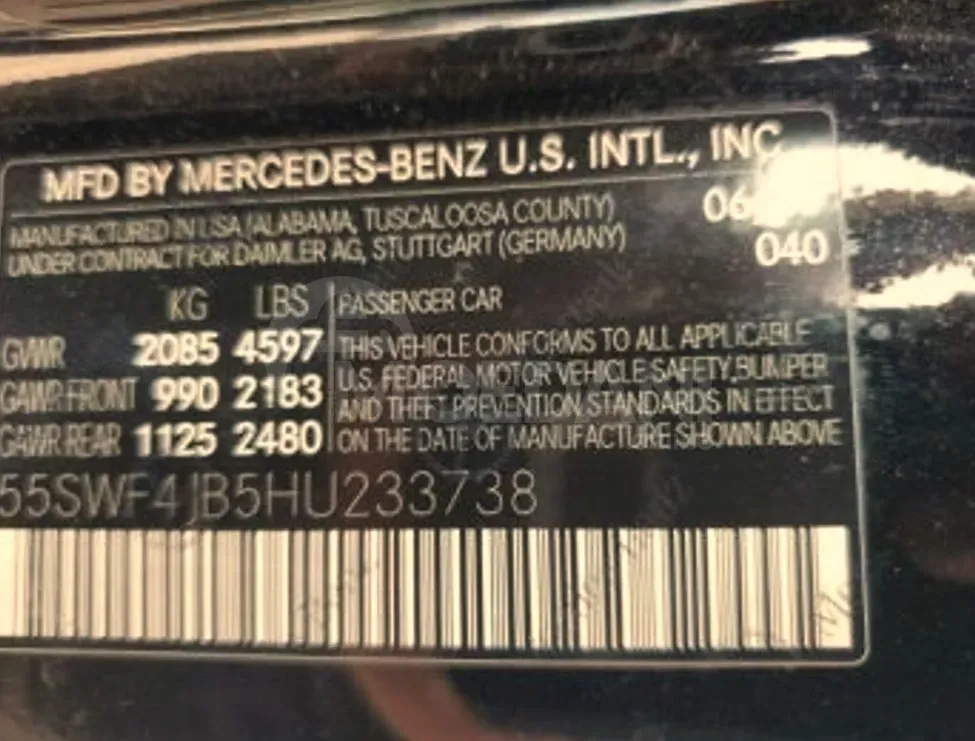 MFD BY MERCEDES-BENZ U.S. INTL., INC
MANUFACTURED IN USA (ALABAMA, TUSCALOOSA COUNTY)
UNDER CONTRACT FOR DAIMLER AG, STUTTGART (GERMANY)
040
KG LBS
GVWR 2085 4597
GAWR-FRONT 990 2183
GAWR-REAR 1125 2480
PASSENGER CAR
THIS VEHICLE CONFORMS TO ALL APPLICABLE
U.S. FEDERAL MOTOR VEHICLE SAFETY,BUMPER
AND THEFT PREVENTION STANDARDS IN EFFECT
ON THE DATE OF MANUFACTURE SHOWN ABOVE
55SWF4JB5HU233738